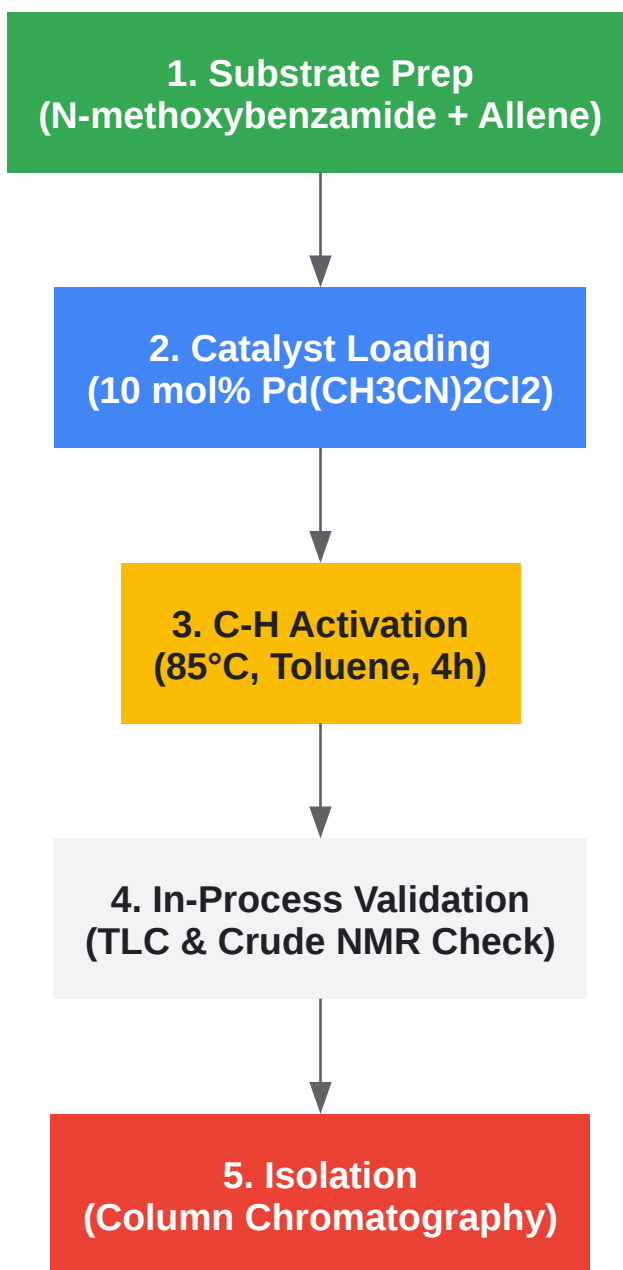 1. Substrate Prep
(N-methoxybenzamide + Allene)
2. Catalyst Loading
(10 mol% Pd(CH3CN)2Cl2)
3. C-H Activation
(85°C, Toluene, 4h)
4. In-Process Validation
(TLC & Crude NMR Check)
5. Isolation
(Column Chromatography)